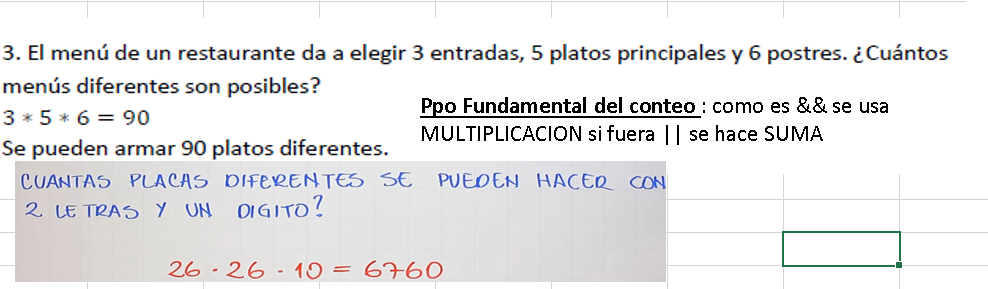 3. El menú de un restaurante da a elegir 3 entradas, 5 platos principales y 6 postres. ¿Cuántos
menús diferentes son posibles?
3 * 5 * 6 = 90
Se pueden armar 90 platos diferentes.
Ppo Fundamental del conteo : como es && se usa
MULTIPLICACION si fuera || se hace SUMA
CUANTAS PLACAS DIFERENTES SE PUEDEN HACER CON
2 LETRAS Y UN DIGITO?
26 · 26 · 10 = 6760